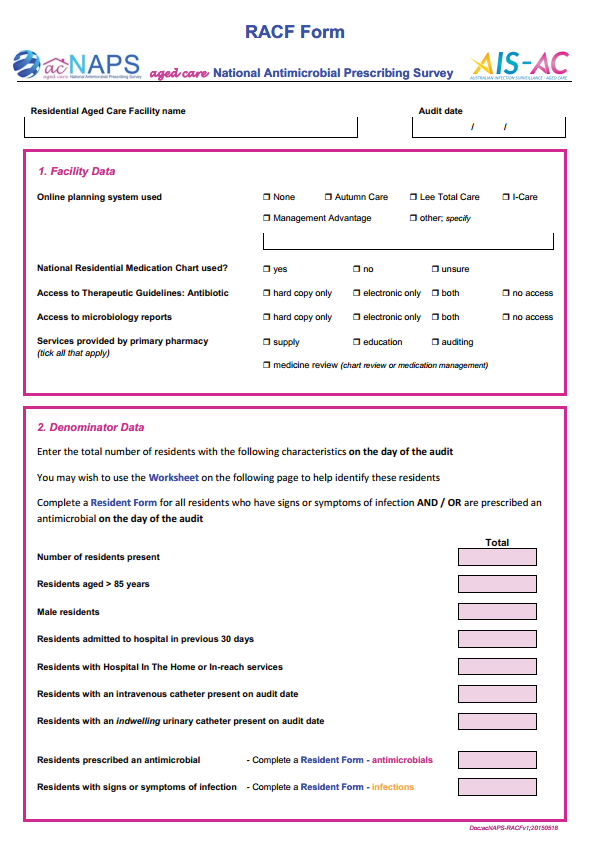 RACF Form
acNAPS
aged care National Antimicrobial Prescribing Survey
AIS-AC
AUSTRALIAN INFECTION SURVEILLANCE - AGED CARE
aged care National Antimicrobial Prescribing Survey
Residential Aged Care Facility name Audit date
/ /
1. Facility Data
Online planning system used ❒ None ❒ Autumn Care ❒ Lee Total Care ❒ I-Care
❒ Management Advantage ❒ other; specify
National Residential Medication Chart used? ❒ yes ❒ no ❒ unsure
Access to Therapeutic Guidelines: Antibiotic ❒ hard copy only ❒ electronic only ❒ both ❒ no access
Access to microbiology reports ❒ hard copy only ❒ electronic only ❒ both ❒ no access
Services provided by primary pharmacy ❒ supply ❒ education ❒ auditing
(tick all that apply)
❒ medicine review (chart review or medication management)
2. Denominator Data
Enter the total number of residents with the following characteristics on the day of the audit
You may wish to use the Worksheet on the following page to help identify these residents
Complete a Resident Form for all residents who have signs or symptoms of infection AND / OR are prescribed an
antimicrobial on the day of the audit
Total
Number of residents present
Residents aged > 85 years
Male residents
Residents admitted to hospital in previous 30 days
Residents with Hospital In The Home or In-reach services
Residents with an intravenous catheter present on audit date
Residents with an indwelling urinary catheter present on audit date
Residents prescribed an antimicrobial - Complete a Resident Form - antimicrobials
Residents with signs or symptoms of infection - Complete a Resident Form - infections
Doc:acNAPS-RACFv1;20150518